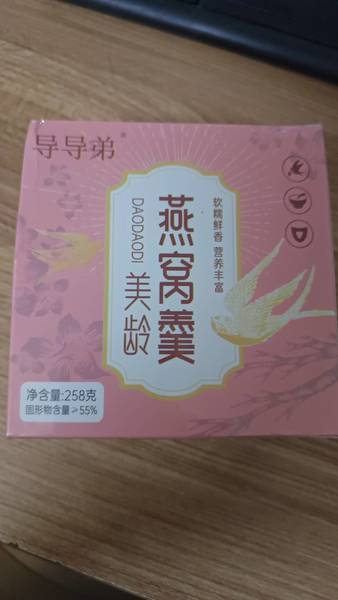 导导弟®
燕窝羹
美龄
DAODAODI
软糯鲜香 营养丰富
净含量:258克
固形物含量≥55%